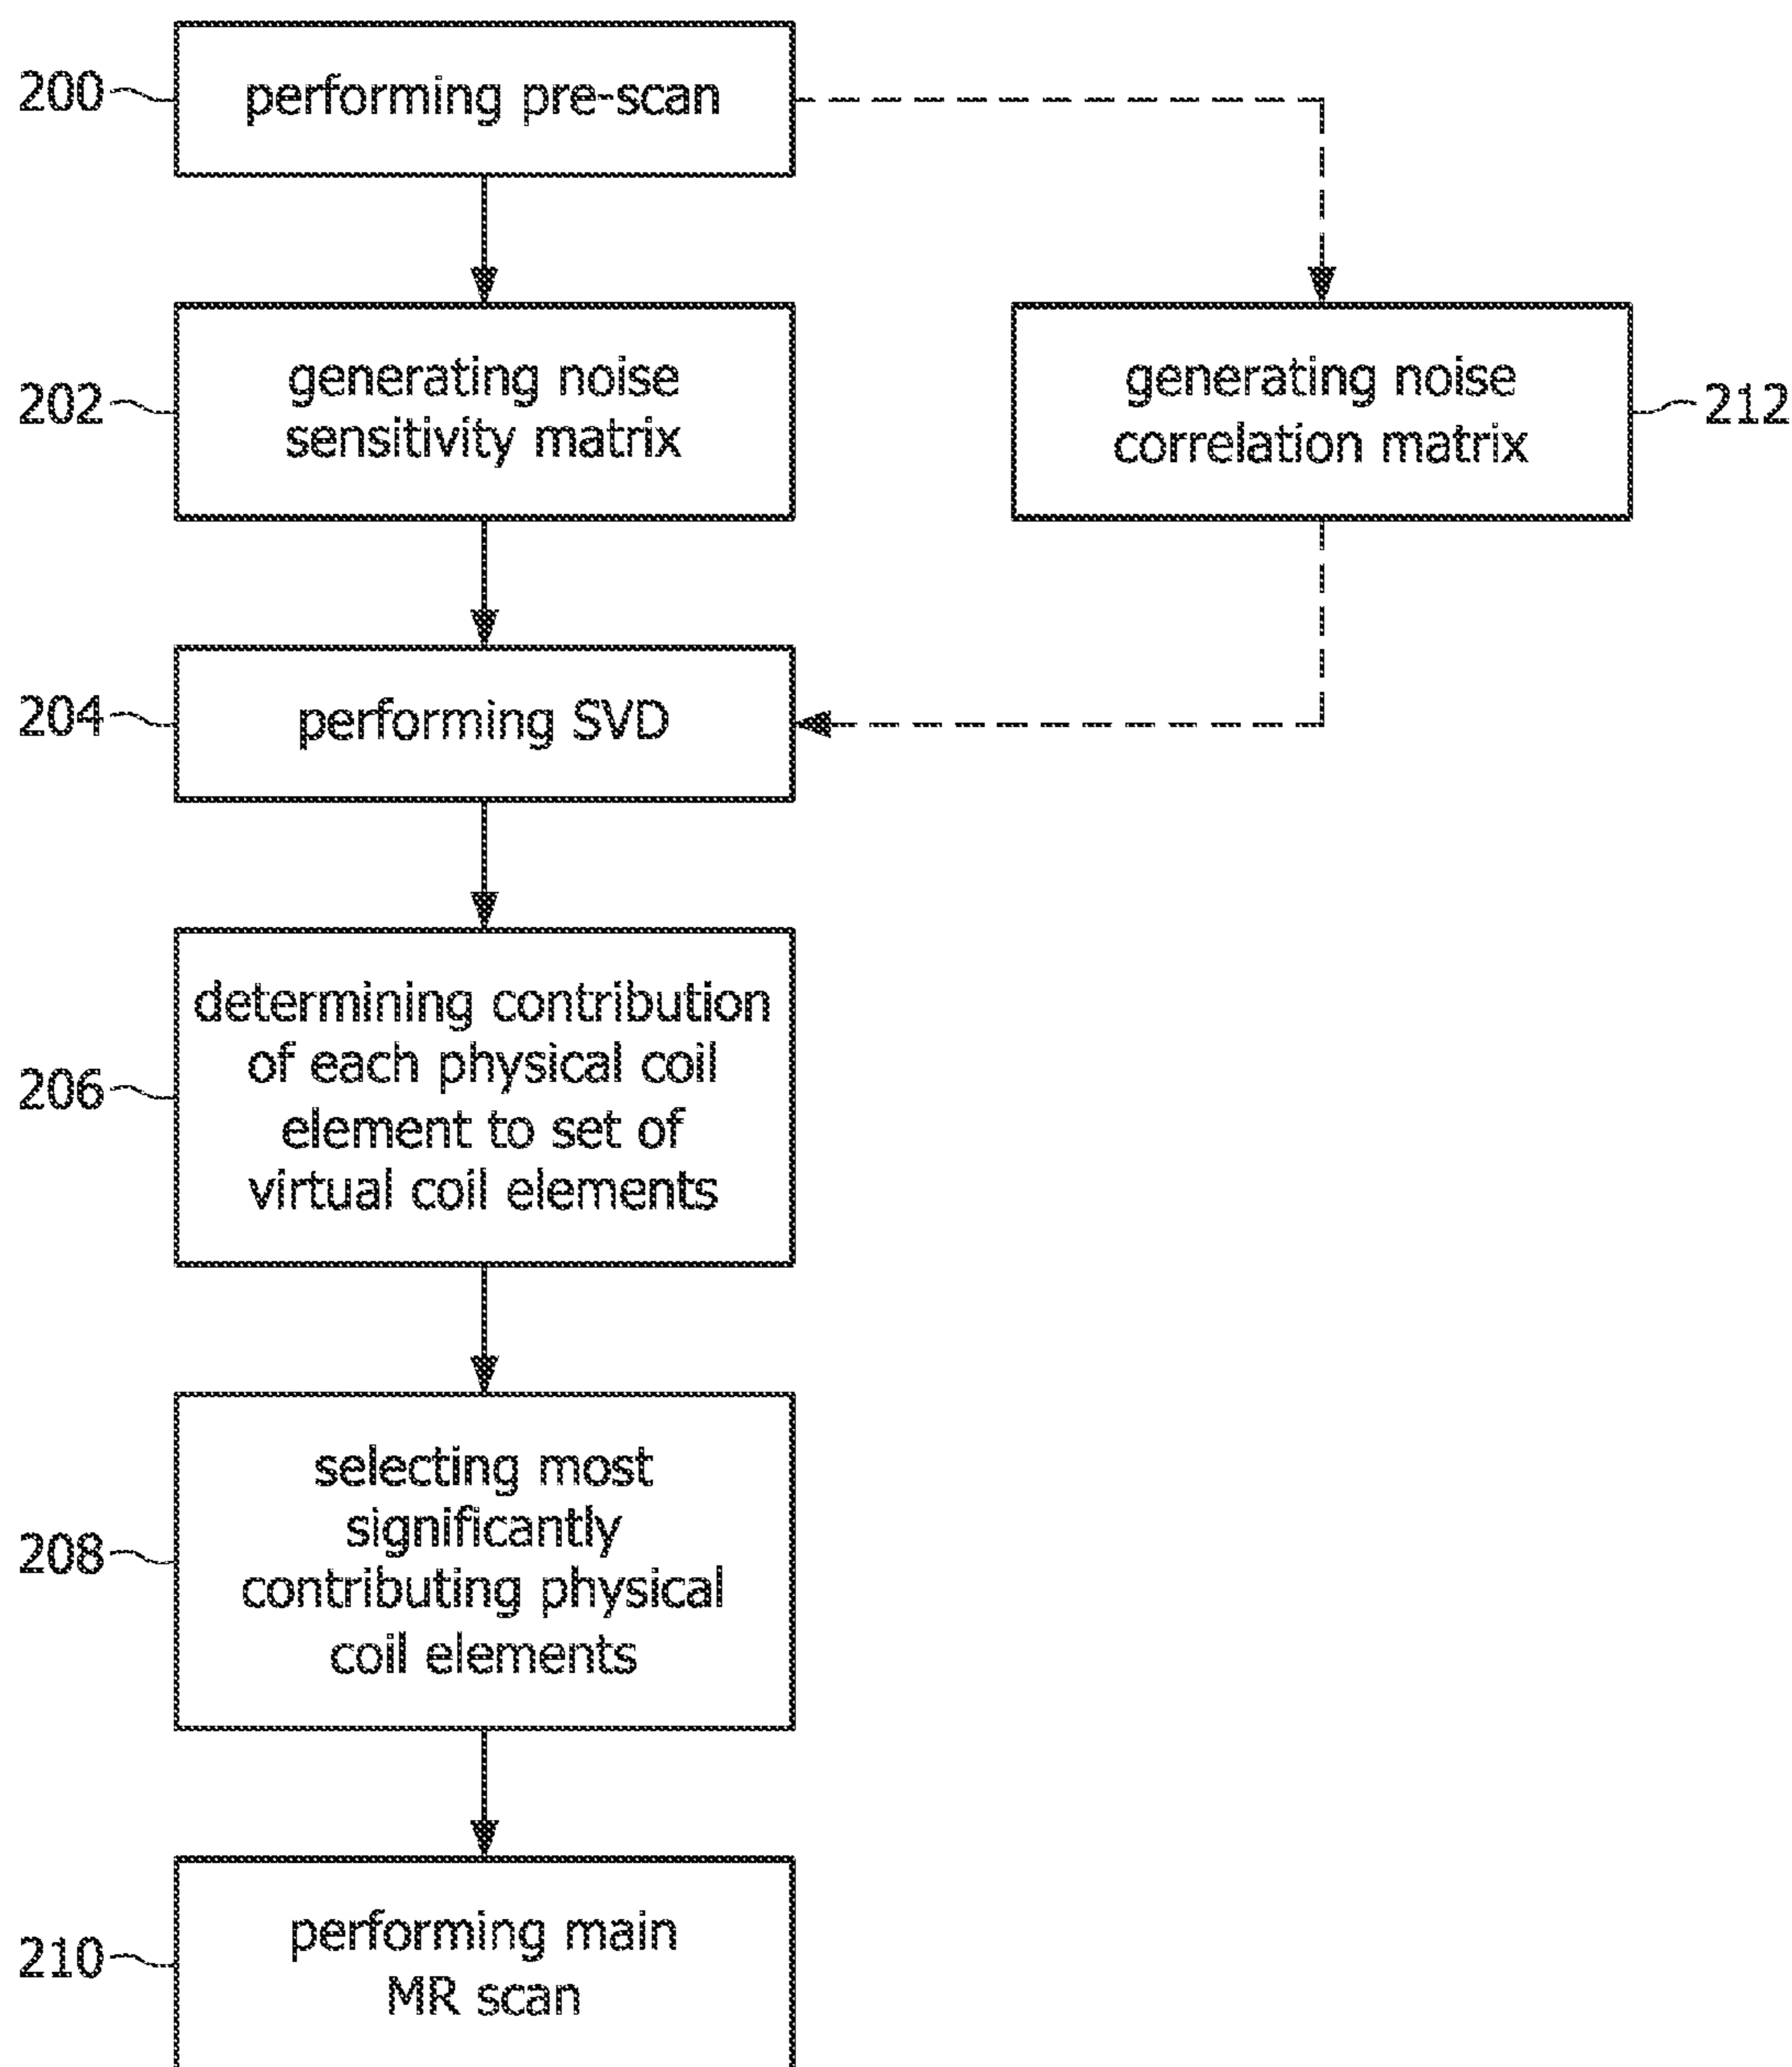 200
performing pre-scan
202
generating noise
sensitivity matrix
generating noise
correlation matrix
212
204
performing SVD
206
determining contribution
of each physical coil
element to set of
virtual coil elements
208
selecting most
significantly
contributing physical
coil elements
210
performing main
MR scan